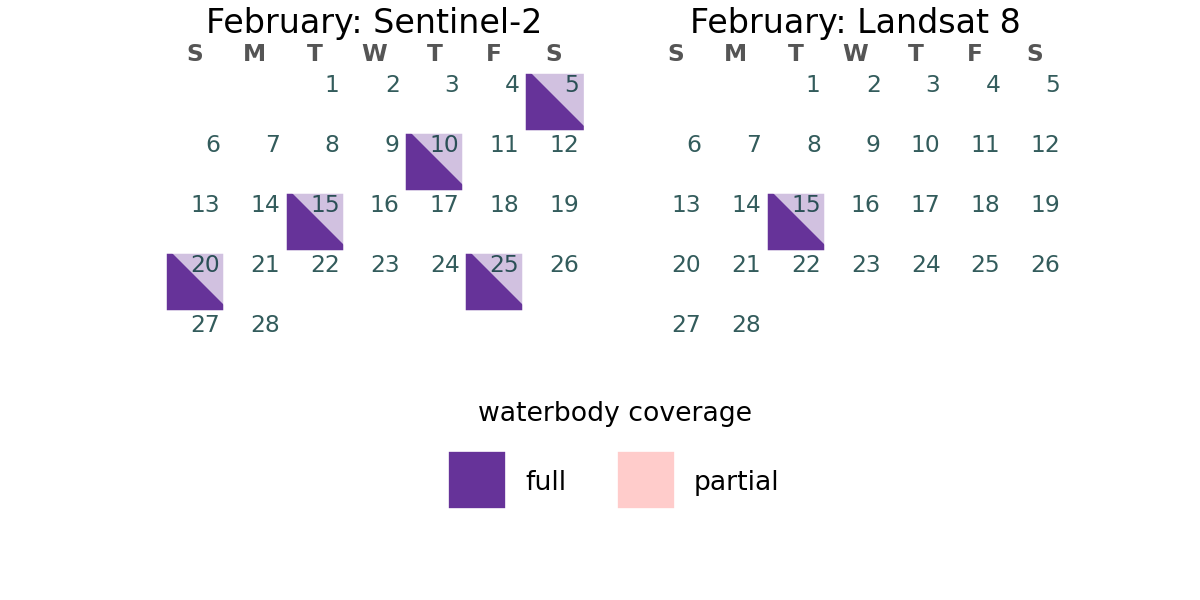 February: Sentinel-2
S M T W T F S
1 2 3 4 5
6 7 8 9 10 11 12
13 14 15 16 17 18 19
20 21 22 23 24 25 26
27 28
February: Landsat 8
S M T W T F S
1 2 3 4 5
6 7 8 9 10 11 12
13 14 15 16 17 18 19
20 21 22 23 24 25 26
27 28
waterbody coverage
full partial